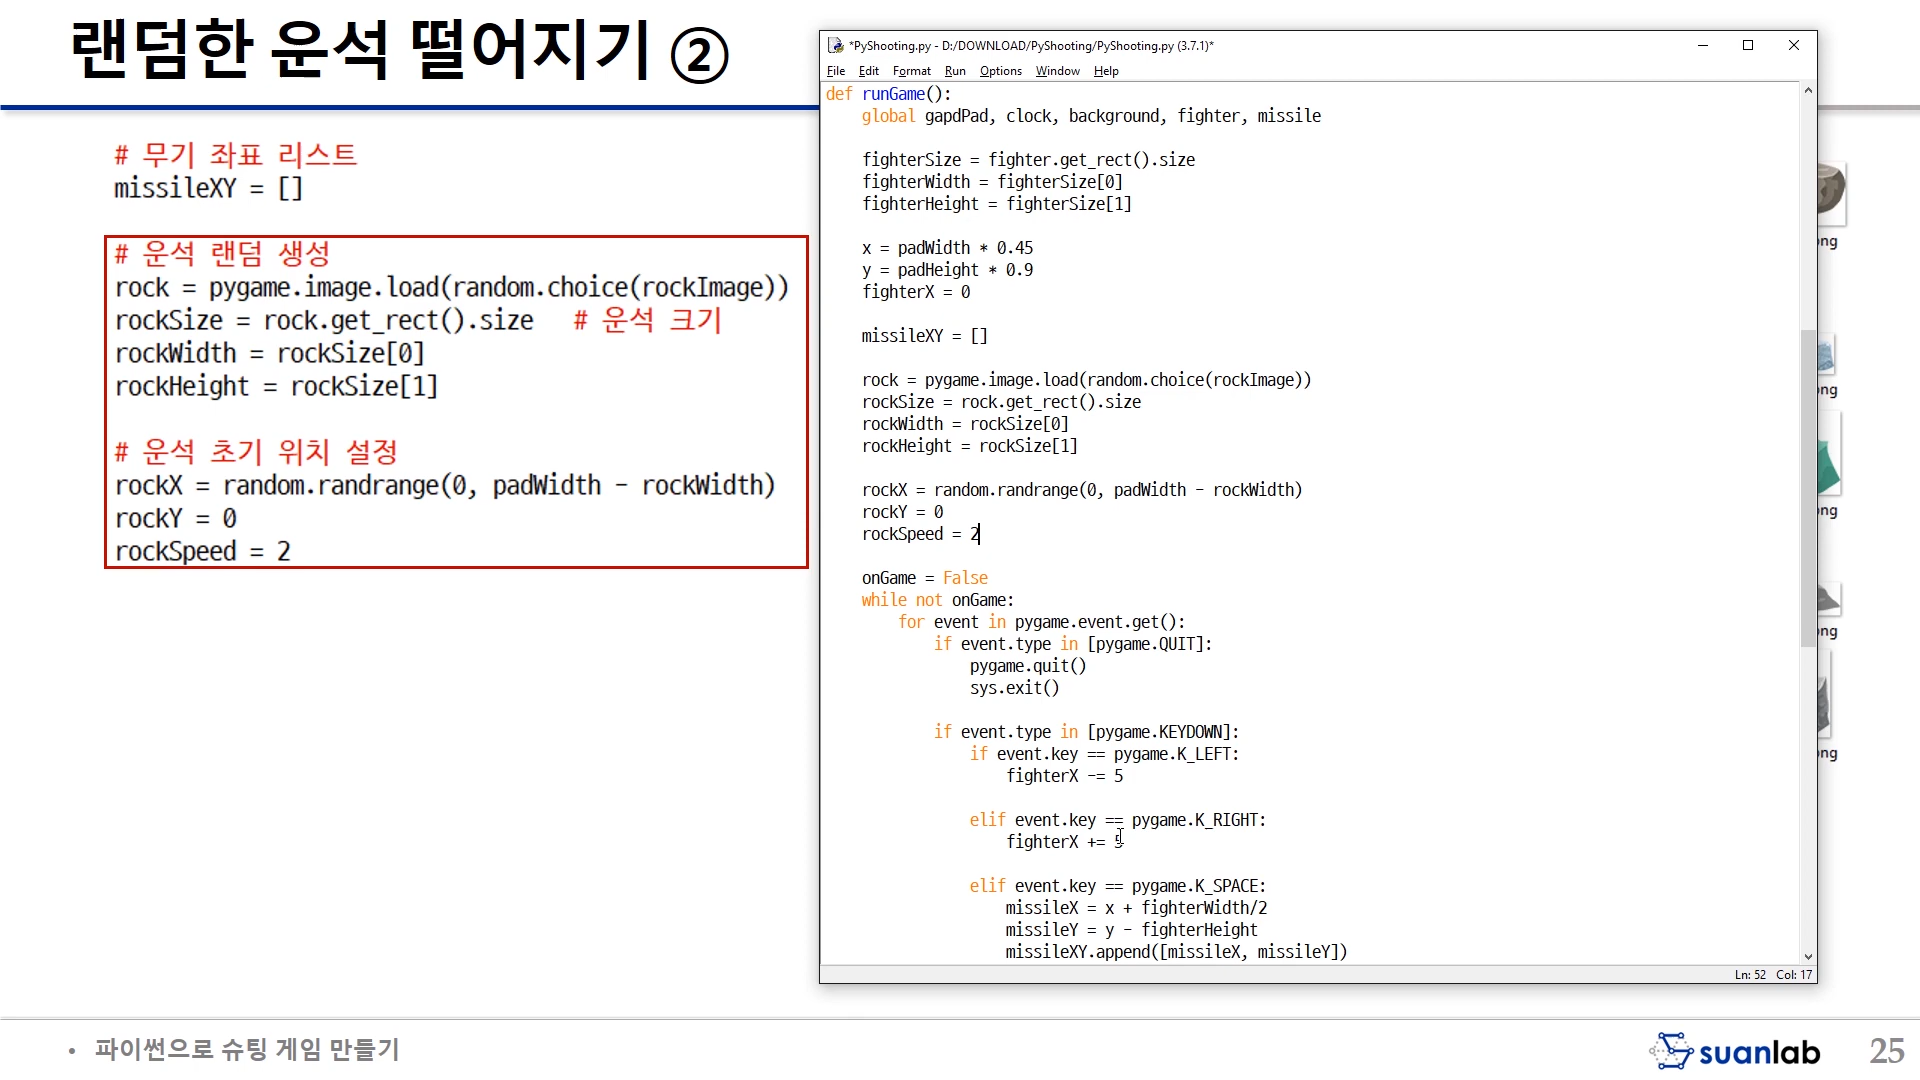 랜덤한 운석 떨어지기 ②
# 무기 좌표 리스트
missileXY = []
# 운석 랜덤 생성
rock = pygame.image.load(random.choice(rockImage))
rockSize = rock.get_rect().size # 운석 크기
rockWidth = rockSize[0]
rockHeight = rockSize[1]
# 운석 초기 위치 설정
rockX = random.randrange(0, padWidth - rockWidth)
rockY = 0
rockSpeed = 2
*PyShooting.py - D:/DOWNLOAD/PyShooting/PyShooting.py (3.7.1)*
File Edit Format Run Options Window Help
def runGame():
global gapdPad, clock, background, fighter, missile
fighterSize = fighter.get_rect().size
fighterWidth = fighterSize[0]
fighterHeight = fighterSize[1]
x = padWidth * 0.45
y = padHeight * 0.9
fighterX = 0
missileXY = []
rock = pygame.image.load(random.choice(rockImage))
rockSize = rock.get_rect().size
rockWidth = rockSize[0]
rockHeight = rockSize[1]
rockX = random.randrange(0, padWidth - rockWidth)
rockY = 0
rockSpeed = 2
onGame = False
while not onGame:
for event in pygame.event.get():
if event.type in [pygame.QUIT]:
pygame.quit()
sys.exit()
if event.type in [pygame.KEYDOWN]:
if event.key == pygame.K_LEFT:
fighterX -= 5
elif event.key == pygame.K_RIGHT:
fighterX += 5
elif event.key == pygame.K_SPACE:
missileX = x + fighterWidth/2
missileY = y - fighterHeight
missileXY.append([missileX, missileY])
Ln: 52 Col: 17
ng
ng
ng
ng
ng
• 파이썬으로 슈팅 게임 만들기
suanlab
25